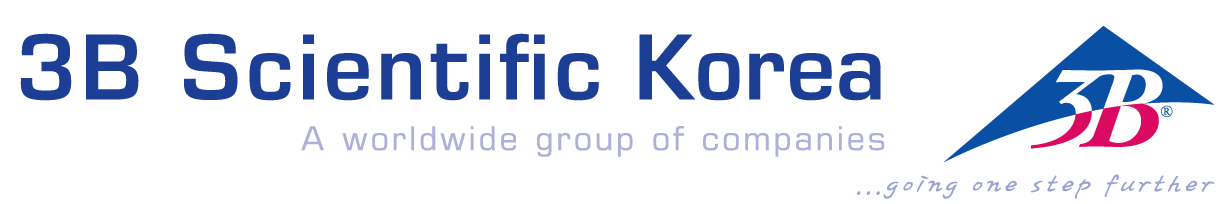 3B Scientific Korea
A worldwide group of companies
3B®
...going one step further